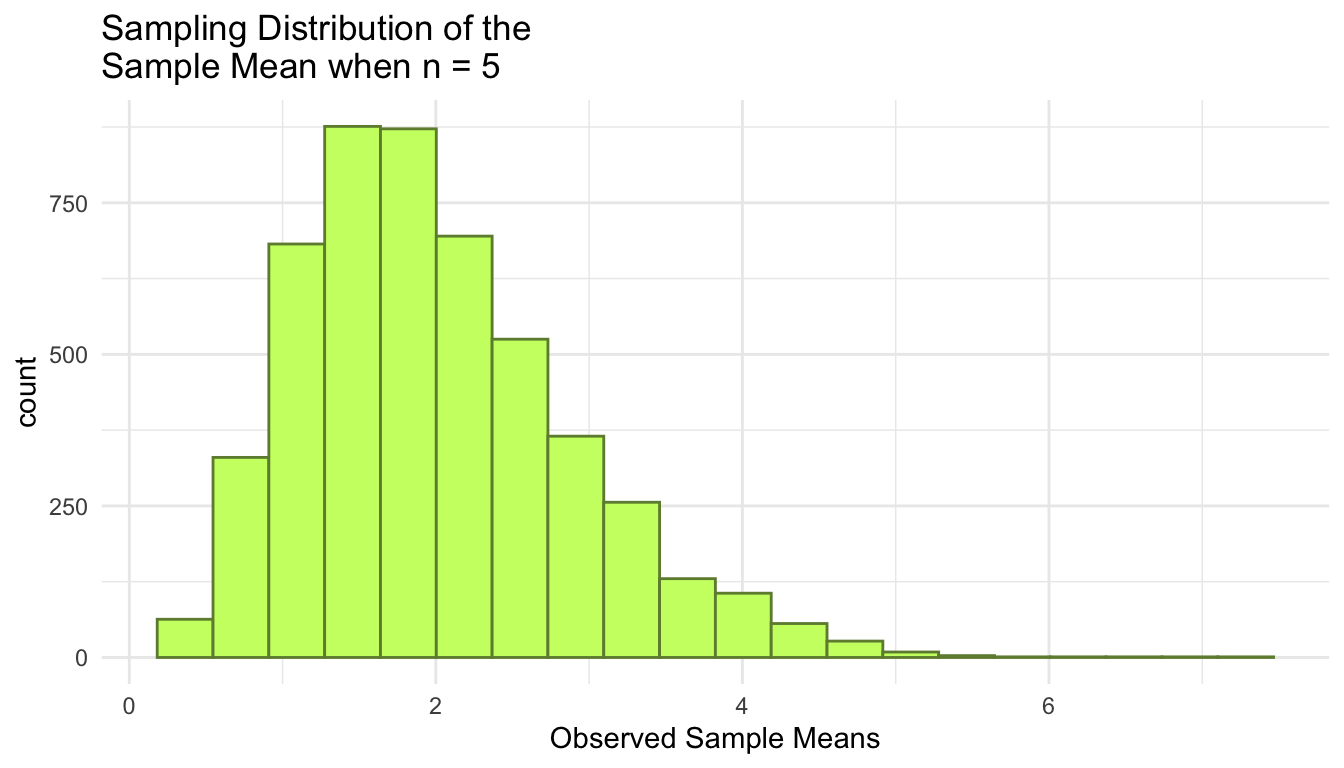 Sampling Distribution of the
Sample Mean when n = 5
count
750
500
250
0
0 2 4 6
Observed Sample Means